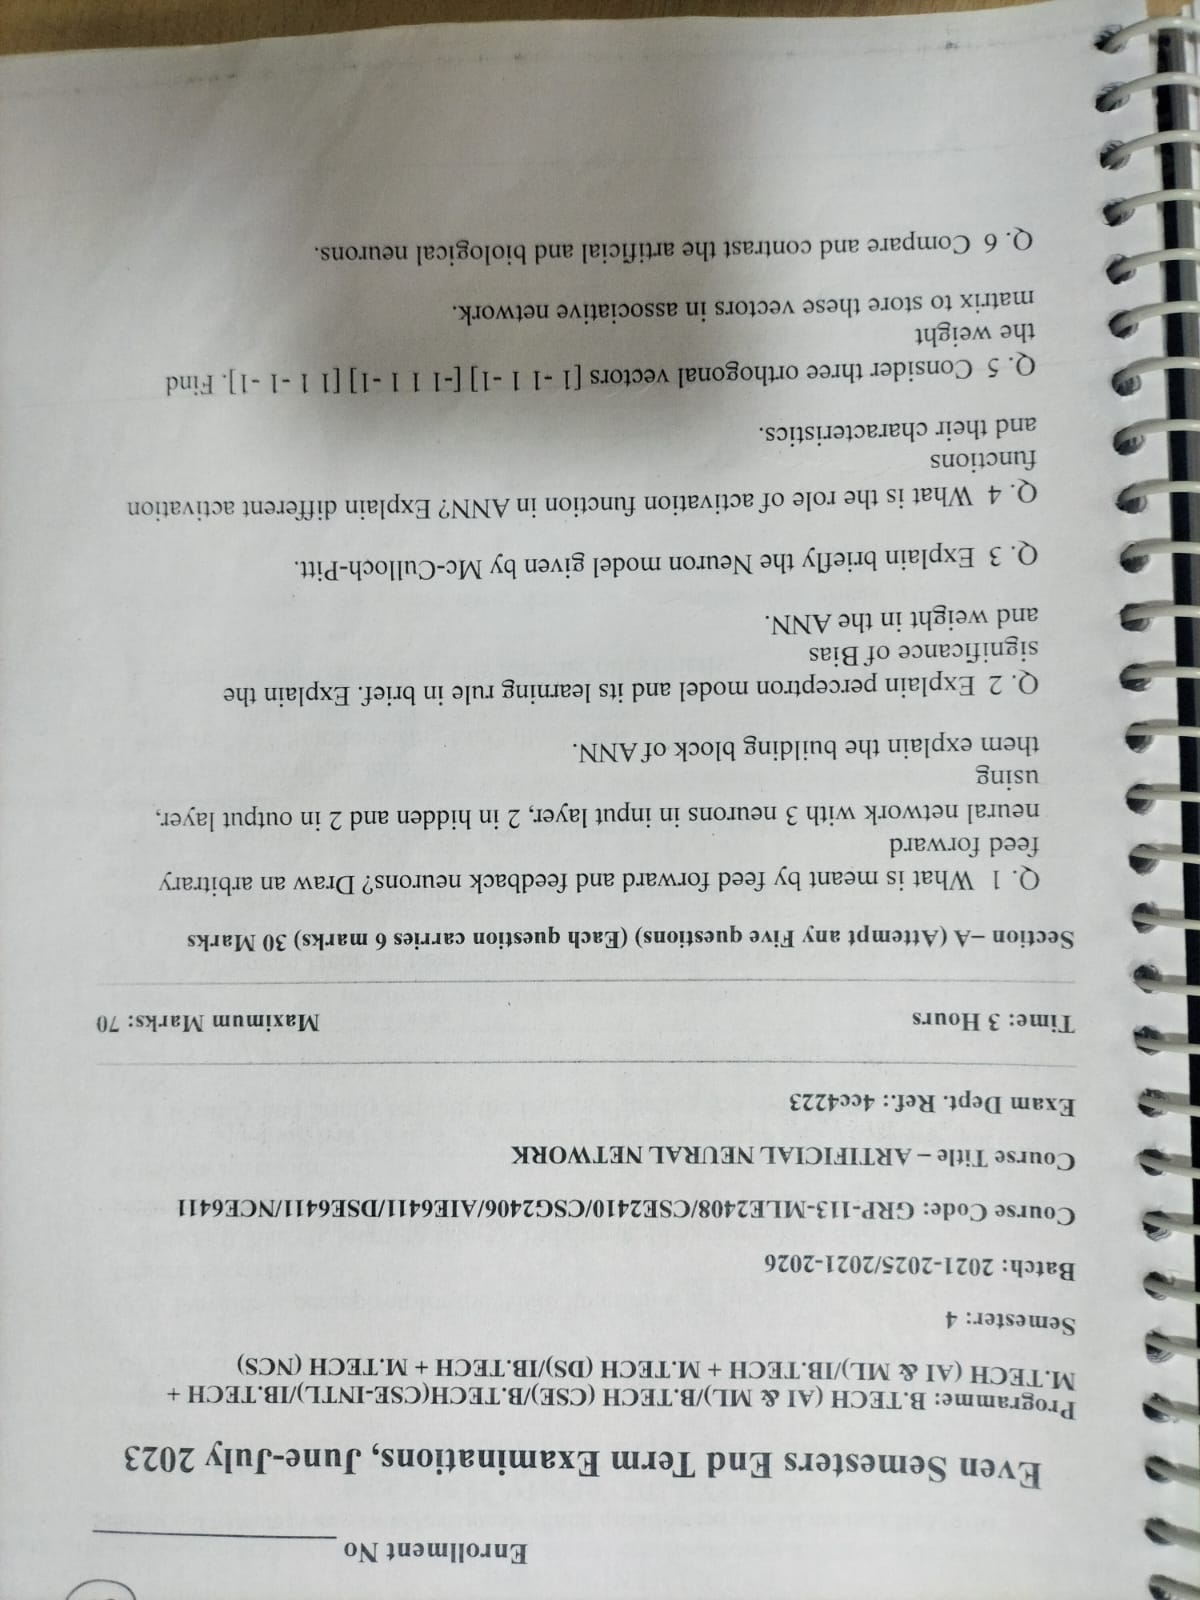 Enrollment No
Even Semesters End Term Examinations, June-July 2023
Programme: B.TECH (AI & ML)/B.TECH (CSE)/B.TECH(CSE-INTL)/IB.TECH +
M.TECH (AI & ML)/IB.TECH + M.TECH (DS)/IB.TECH + M.TECH (NCS)
Semester: 4
Batch: 2021-2025/2021-2026
Course Code: GRP-113-MLE2408/CSE2410/CSG2406/AIE6411/DSE6411/NCE6411
Course Title – ARTIFICIAL NEURAL NETWORK
Exam Dept. Ref.: 4cc4223
Time: 3 Hours Maximum Marks: 70
Section –A (Attempt any Five questions) (Each question carries 6 marks) 30 Marks
Q. 1 What is meant by feed forward and feedback neurons? Draw an arbitrary
feed forward
neural network with 3 neurons in input layer, 2 in hidden and 2 in output layer,
using
them explain the building block of ANN.
Q. 2 Explain perceptron model and its learning rule in brief. Explain the
significance of Bias
and weight in the ANN.
Q. 3 Explain briefly the Neuron model given by Mc-Culloch-Pitt.
Q. 4 What is the role of activation function in ANN? Explain different activation
functions
and their characteristics.
Q. 5 Consider three orthogonal vectors [1 -1 1 -1] [-1 1 1 -1] [1 1 -1 -1]. Find
the weight
matrix to store these vectors in associative network.
Q. 6 Compare and contrast the artificial and biological neurons.